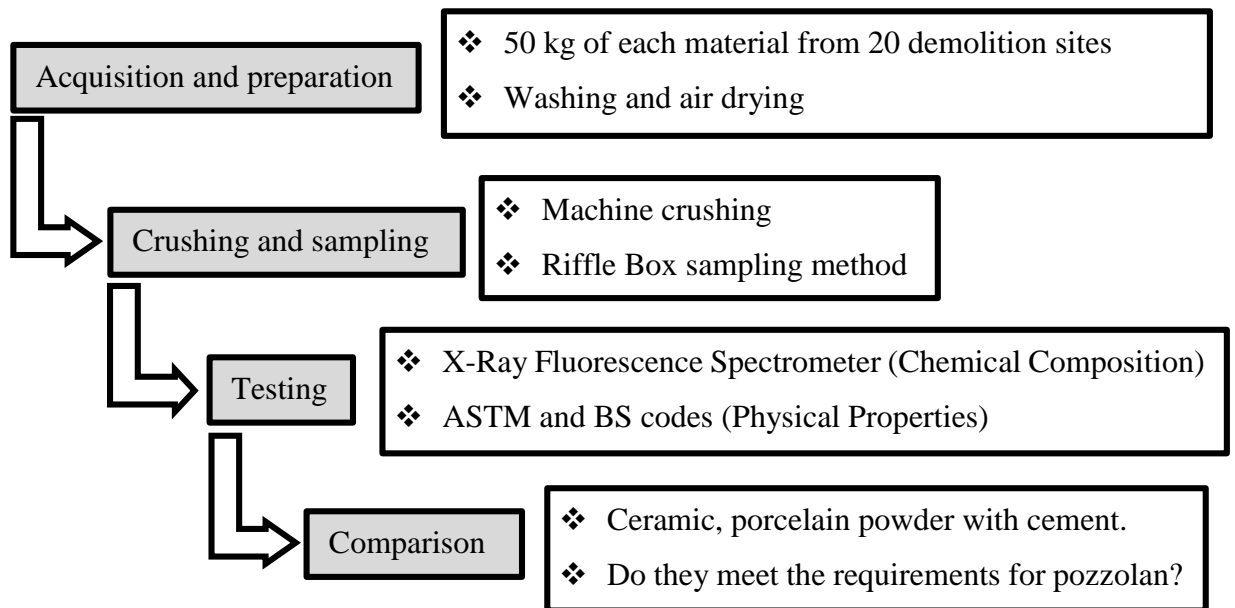 Acquisition and preparation
❖ 50 kg of each material from 20 demolition sites
❖ Washing and air drying
Crushing and sampling
❖ Machine crushing
❖ Riffle Box sampling method
Testing
❖ X-Ray Fluorescence Spectrometer (Chemical Composition)
❖ ASTM and BS codes (Physical Properties)
Comparison
❖ Ceramic, porcelain powder with cement.
❖ Do they meet the requirements for pozzolan?